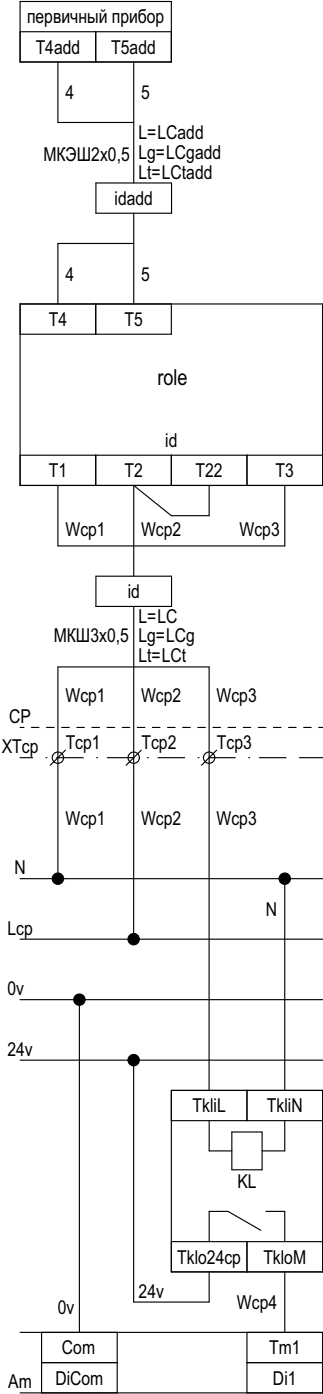 первичный прибор
T4add T5add
4 5
МКЭШ2х0,5
L=LCadd
Lg=LCgadd
Lt=LCtadd
idadd
4 5
T4 T5
role
id
T1 T2 T22 T3
Wcp1 Wcp2 Wcp3
id
МКШ3х0,5
L=LC
Lg=LCg
Lt=LCt
Wcp1 Wcp2 Wcp3
CP
XTcp Tcp1 Tcp2 Tcp3
Wcp1 Wcp2 Wcp3
N
N
Lcp
0v
24v
TkliL TkliN
KL
Tklo24cp TkloM
0v 24v Wcp4
Com Tm1
Am DiCom Di1